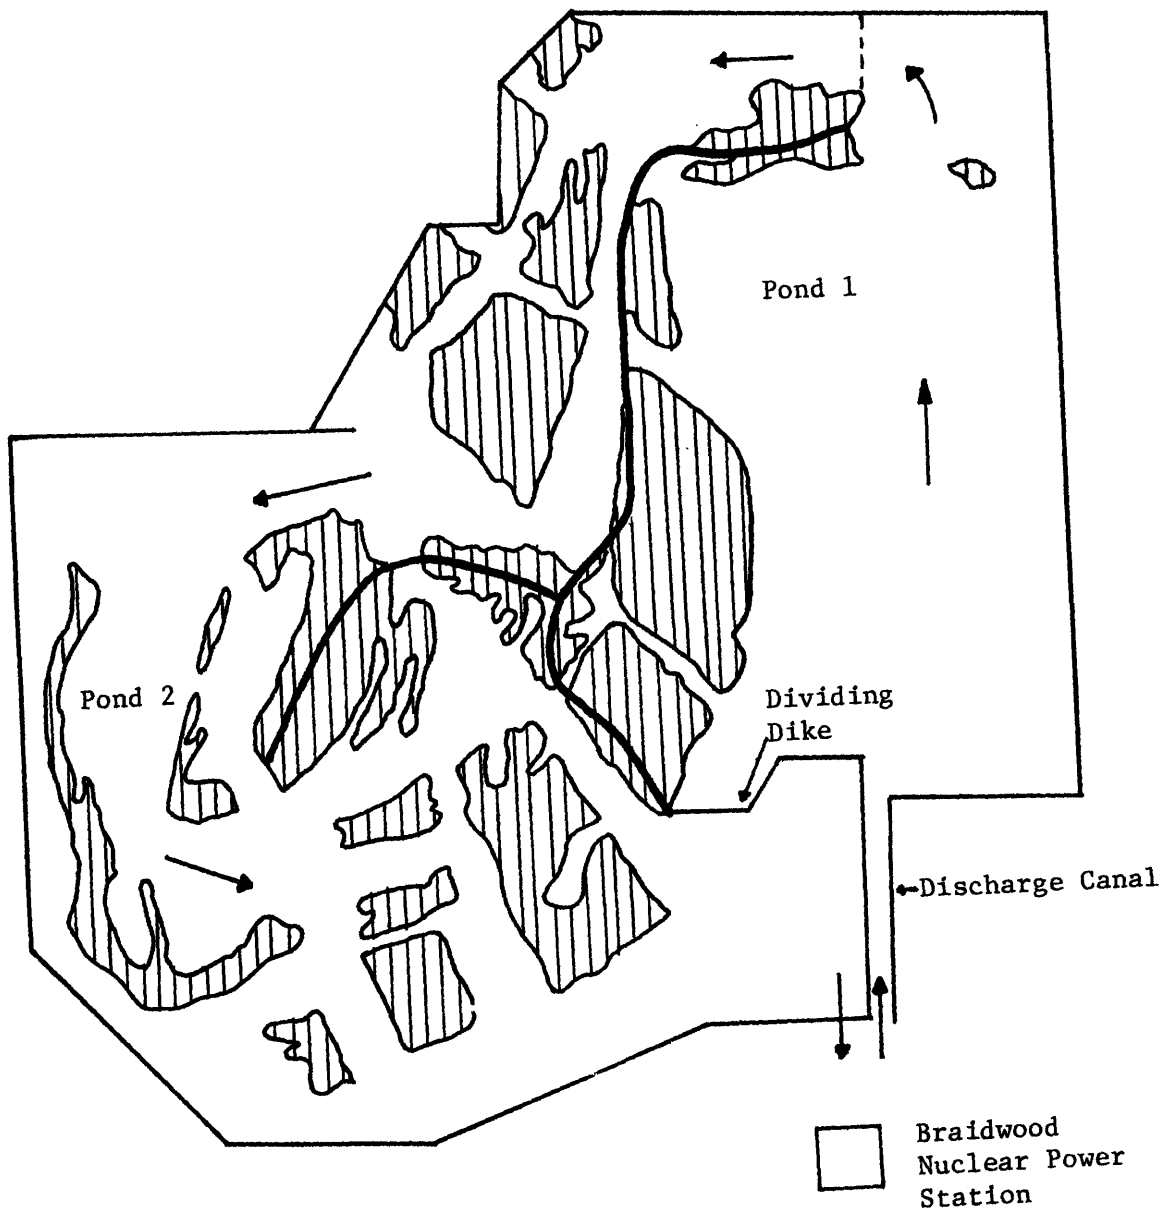 Pond 1
Pond 2
Dividing
Dike
Discharge Canal
Braidwood
Nuclear Power
Station